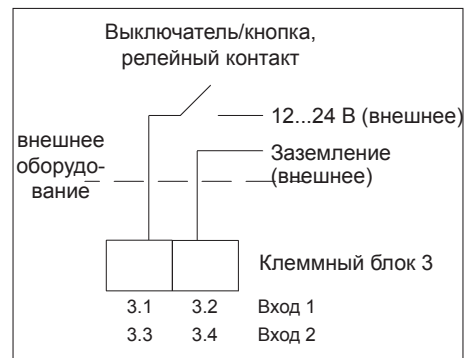 Выключатель/кнопка,
релейный контакт
12...24 В (внешнее)
внешнее
оборудо-
вание
Заземление
(внешнее)
Клеммный блок 3
3.1 3.2 Вход 1
3.3 3.4 Вход 2